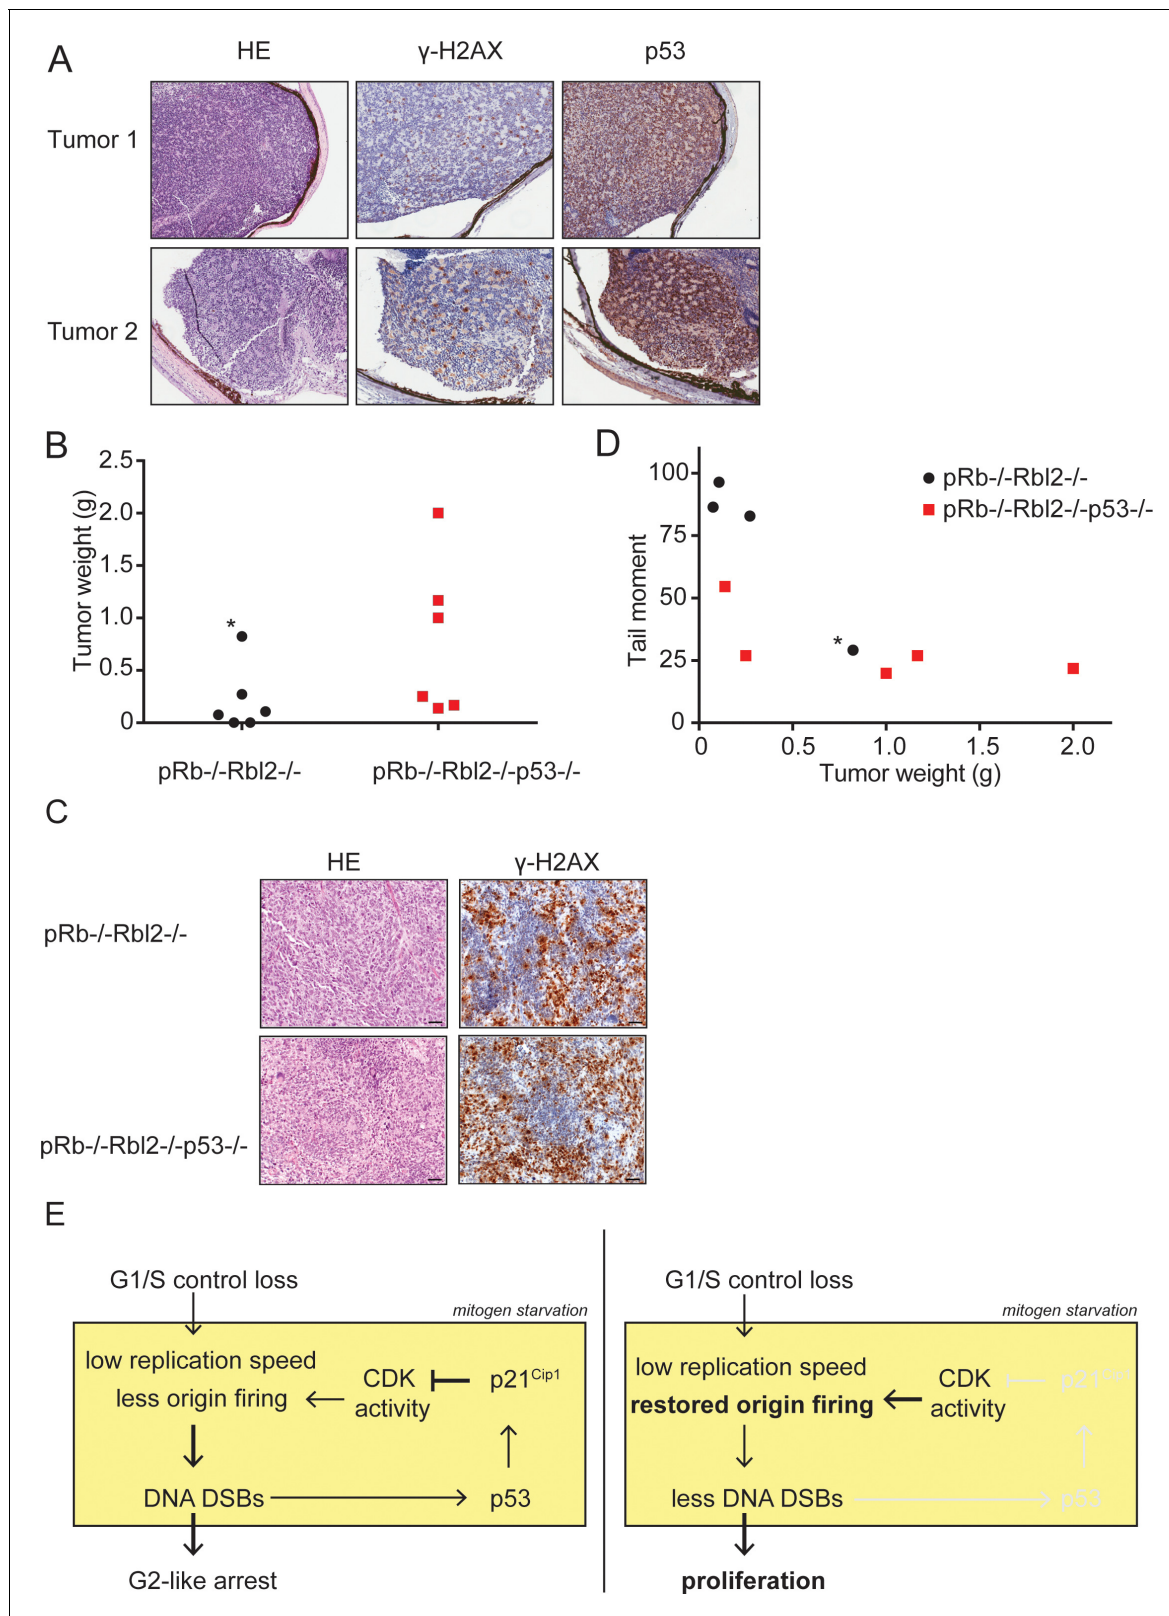 A
HE
γ-H2AX
p53
Tumor 1
Tumor 2
B
Tumor weight (g)
2.5
2.0
1.5
1.0
0.5
0
*
pRb-/-Rbl2-/-
pRb-/-Rbl2-/-p53-/-
D
Tail moment
100
75
50
25
0
*
pRb-/-Rbl2-/-
pRb-/-Rbl2-/-p53-/-
0 0.5 1.0 2.0
Tumor weight (g)
C
HE
γ-H2AX
pRb-/-Rbl2-/-
pRb-/-Rbl2-/-p53-/-
E
G1/S control loss
mitogen starvation
low replication speed
less origin firing
CDK
activity
p21Cip1
DNA DSBs
p53
G2-like arrest
G1/S control loss
mitogen starvation
low replication speed
restored origin firing
CDK
activity
p21Cip1
less DNA DSBs
p53
proliferation